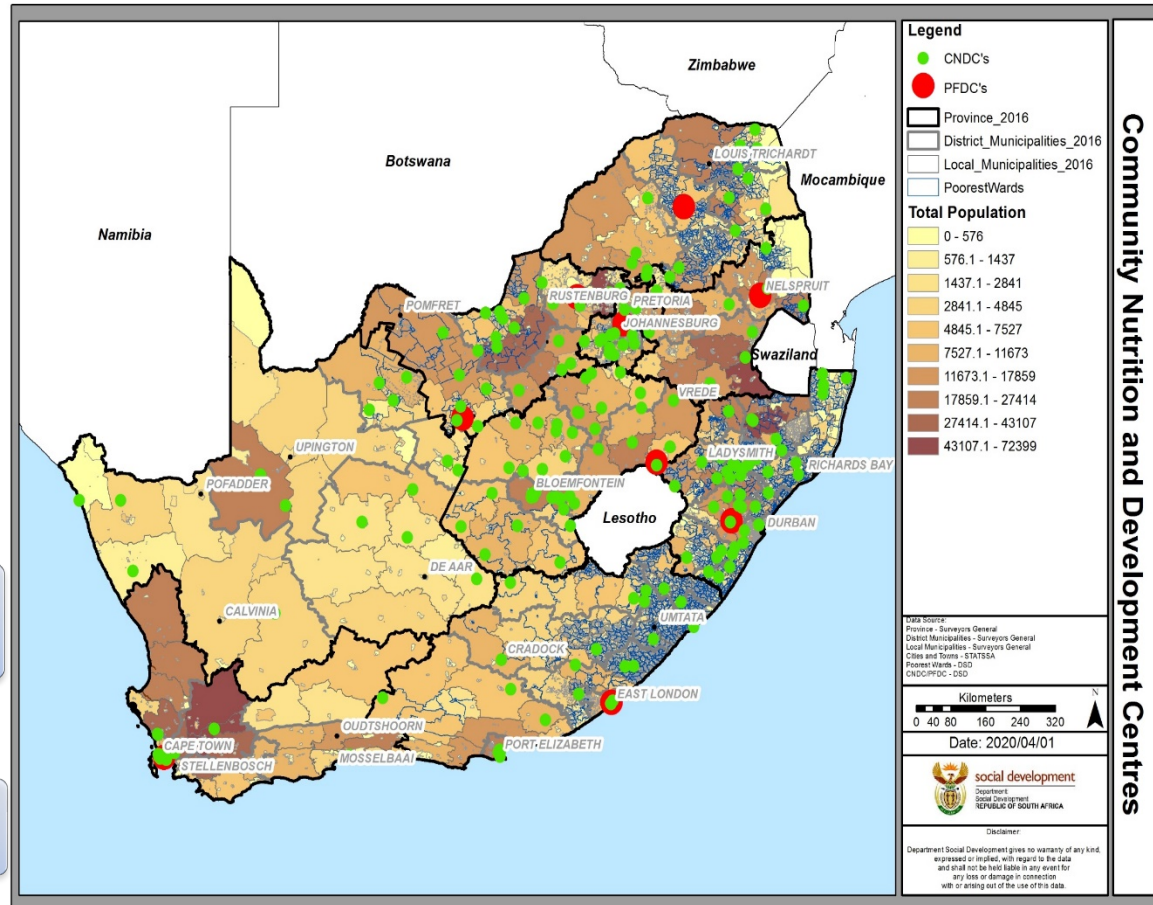 Community Nutrition and Development Centres
Legend
CNDC's
PFDC's
Province_2016
District_Municipalities_2016
Local_Municipalities_2016
PoorestWards
Total Population
0 - 576
576.1 - 1437
1437.1 - 2841
2841.1 - 4845
4845.1 - 7527
7527.1 - 11673
11673.1 - 17859
17859.1 - 27414
27414.1 - 43107
43107.1 - 72399
Zimbabwe
Botswana
Mocambique
Namibia
Swaziland
Lesotho
LOUIS TRICHARDT
NELSPRUIT
RUSTENBURG
PRETORIA
POMFRET
JOHANNESBURG
VREDE
UPINGTON
LADYSMITH
RICHARDS BAY
POFADDER
BLOEMFONTEIN
DURBAN
DE AAR
CALVINIA
UMTATA
CRADOCK
EAST LONDON
OUDTSHOORN
CAPE TOWN
PORT ELIZABETH
STELLENBOSCH
MOSSELBAAI
Data Source:
Province - Surveyors General
District Municipalities - Surveyors General
Local Municipalities - Surveyors General
Cities and Towns - STATSSA
Poorest Wards - DSD
CNDC/PFDC - DSD
Kilometers
N
0 40 80 160 240 320
Date: 2020/04/01
social development
Department:
Social Development
REPUBLIC OF SOUTH AFRICA
Disclaimer:
Department Social Development gives no warranty of any kind,
expressed or implied, with regard to the data
and shall not be held liable in any event for
any loss or damage in connection
with or arising out of the use of this data.